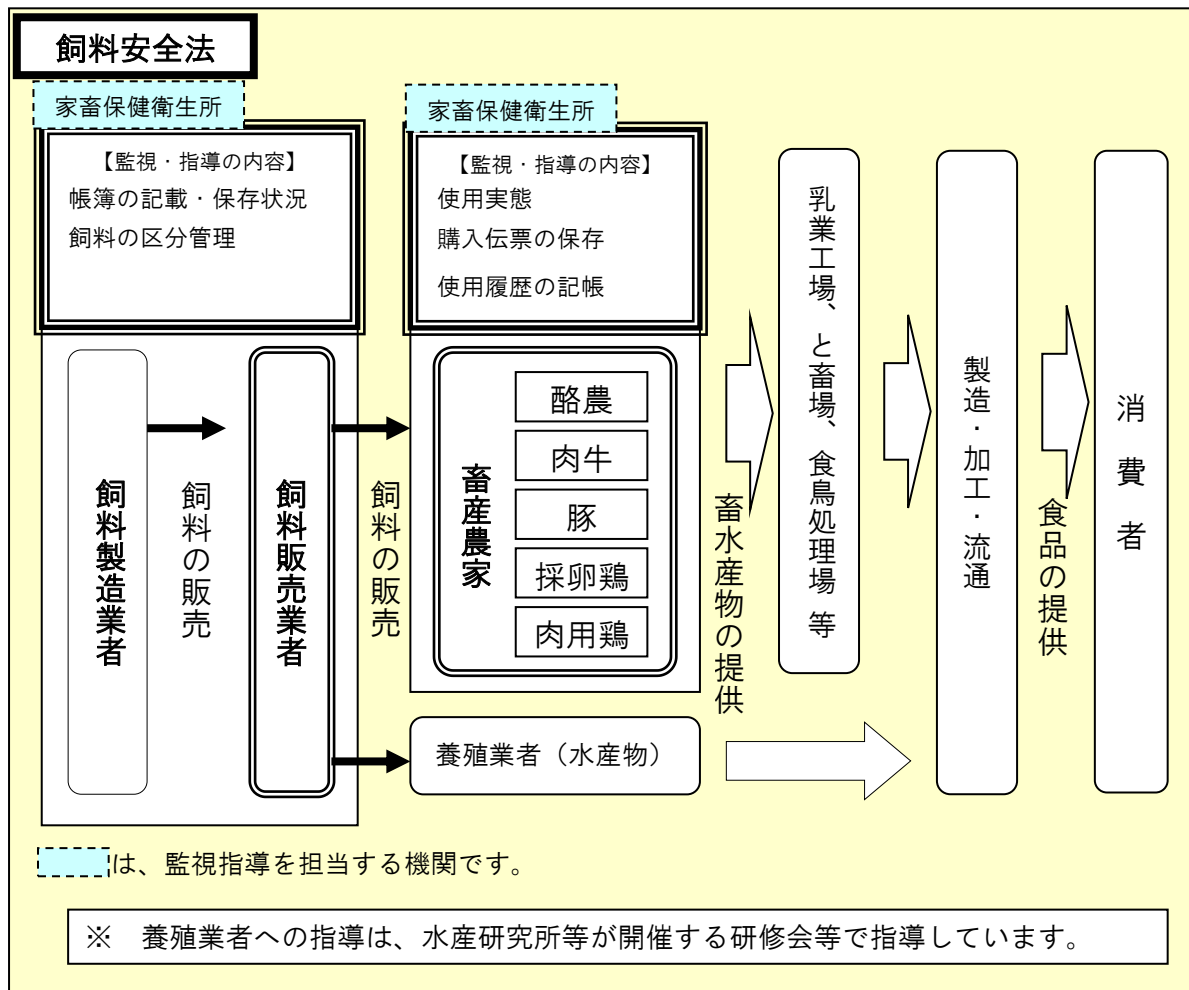 飼料安全法
家畜保健衛生所
【監視・指導の内容】
帳簿の記載・保存状況
飼料の区分管理
家畜保健衛生所
【監視・指導の内容】
使用実態
購入伝票の保存
使用履歴の記帳
飼料製造業者
飼料の販売
飼料販売業者
飼料の販売
畜産農家
酪農
肉牛
豚
採卵鶏
肉用鶏
養殖業者（水産物）
畜水産物の提供
乳業工場、と畜場、食鳥処理場 等
製造・加工・流通
食品の提供
消費者
は、監視指導を担当する機関です。
※　養殖業者への指導は、水産研究所等が開催する研修会等で指導しています。